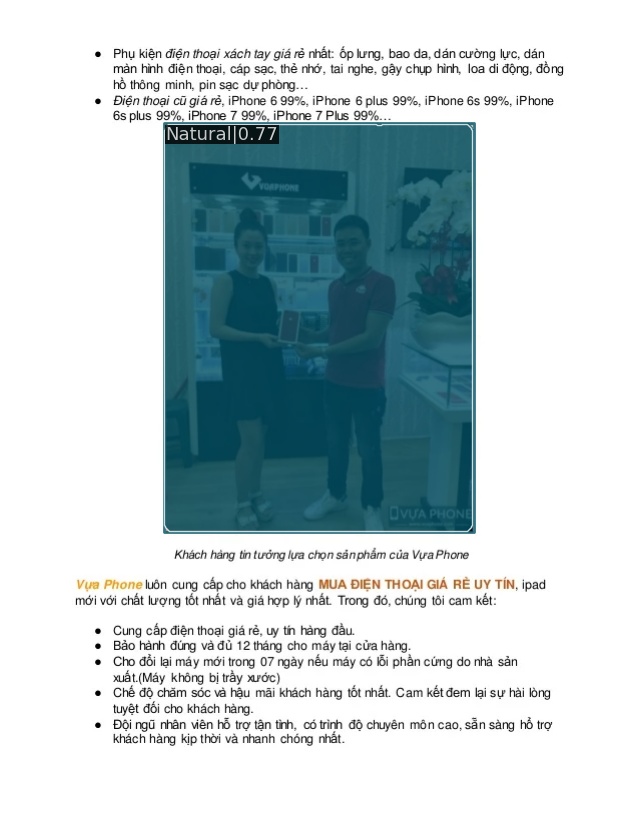 ● Phụ kiện điện thoại xách tay giá rẻ nhất: ốp lưng, bao da, dán cường lực, dán
màn hình điện thoại, cáp sạc, thẻ nhớ, tai nghe, gậy chụp hình, loa di động, đồng
hồ thông minh, pin sạc dự phòng…
● Điện thoại cũ giá rẻ, iPhone 6 99%, iPhone 6 plus 99%, iPhone 6s 99%, iPhone
6s plus 99%, iPhone 7 99%, iPhone 7 Plus 99%…
Natural|0.77
VỰAPHONE
VỰA PHONE
Khách hàng tin tưởng lựa chọn sản phẩm của Vựa Phone
Vựa Phone luôn cung cấp cho khách hàng MUA ĐIỆN THOẠI GIÁ RẺ UY TÍN, ipad
mới với chất lượng tốt nhất và giá hợp lý nhất. Trong đó, chúng tôi cam kết:
● Cung cấp điện thoại giá rẻ, uy tín hàng đầu.
● Bảo hành đúng và đủ 12 tháng cho máy tại cửa hàng.
● Cho đổi lại máy mới trong 07 ngày nếu máy có lỗi phần cứng do nhà sản
xuất.(Máy không bị trầy xước)
● Chế độ chăm sóc và hậu mãi khách hàng tốt nhất. Cam kết đem lại sự hài lòng
tuyệt đối cho khách hàng.
● Đội ngũ nhân viên hỗ trợ tận tình, có trình độ chuyên môn cao, sẵn sàng hổ trợ
khách hàng kịp thời và nhanh chóng nhất.